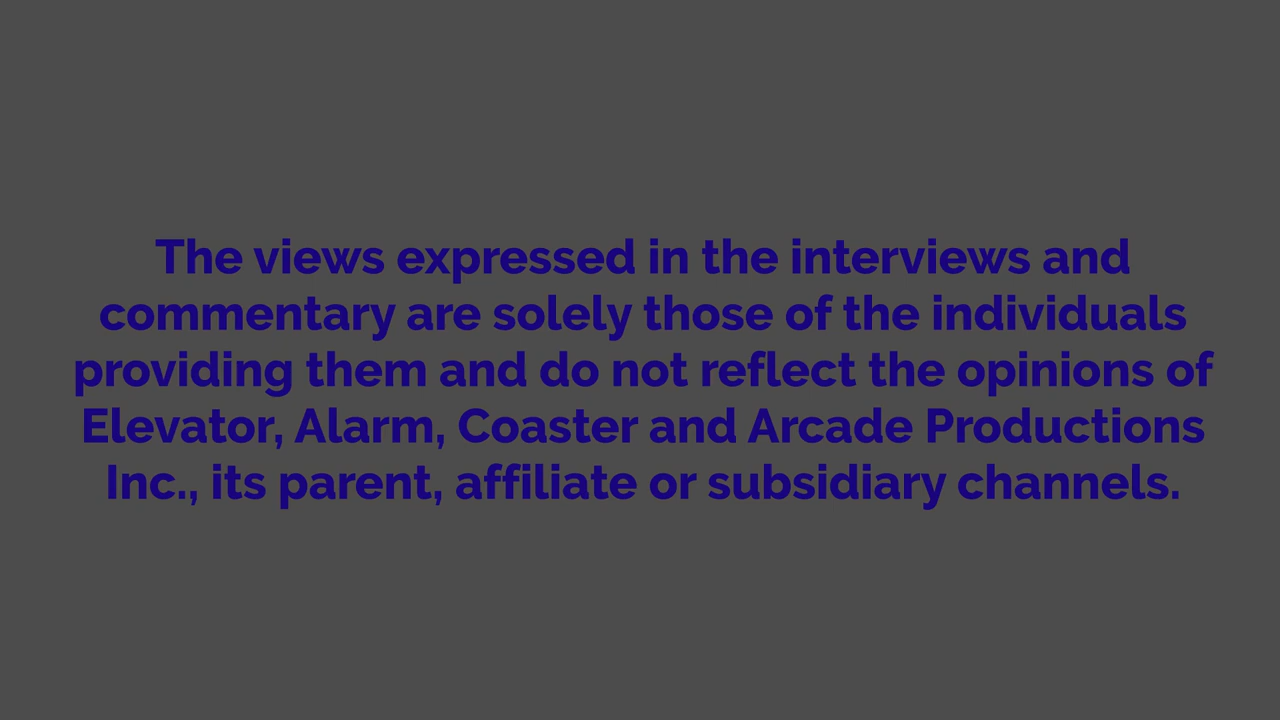 The views expressed in the interviews and
commentary are solely those of the individuals
providing them and do not reflect the opinions of
Elevator, Alarm, Coaster and Arcade Productions
Inc., its parent, affiliate or subsidiary channels.